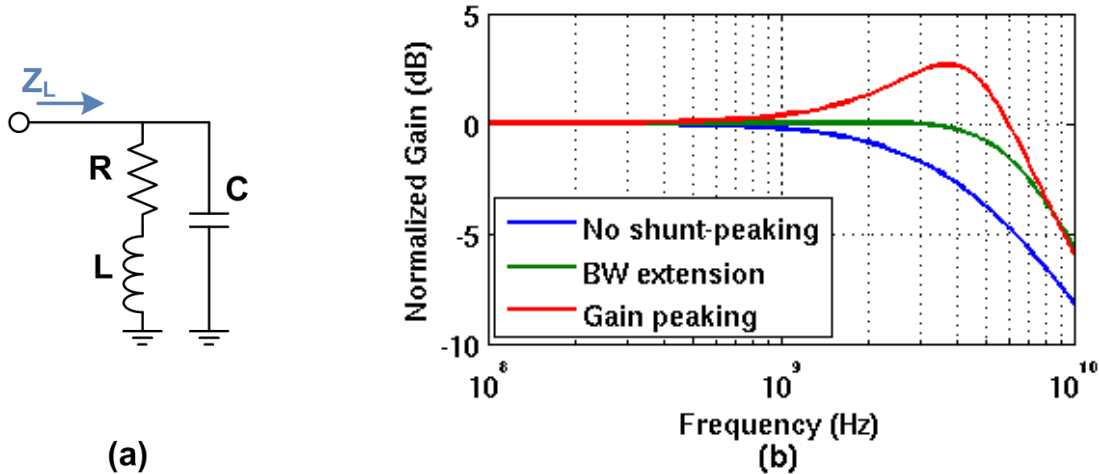 Z_L
R
C
L
(a)
5
0
-5
-10
Normalized Gain (dB)
No shunt-peaking
BW extension
Gain peaking
10^8
10^9
10^10
Frequency (Hz)
(b)